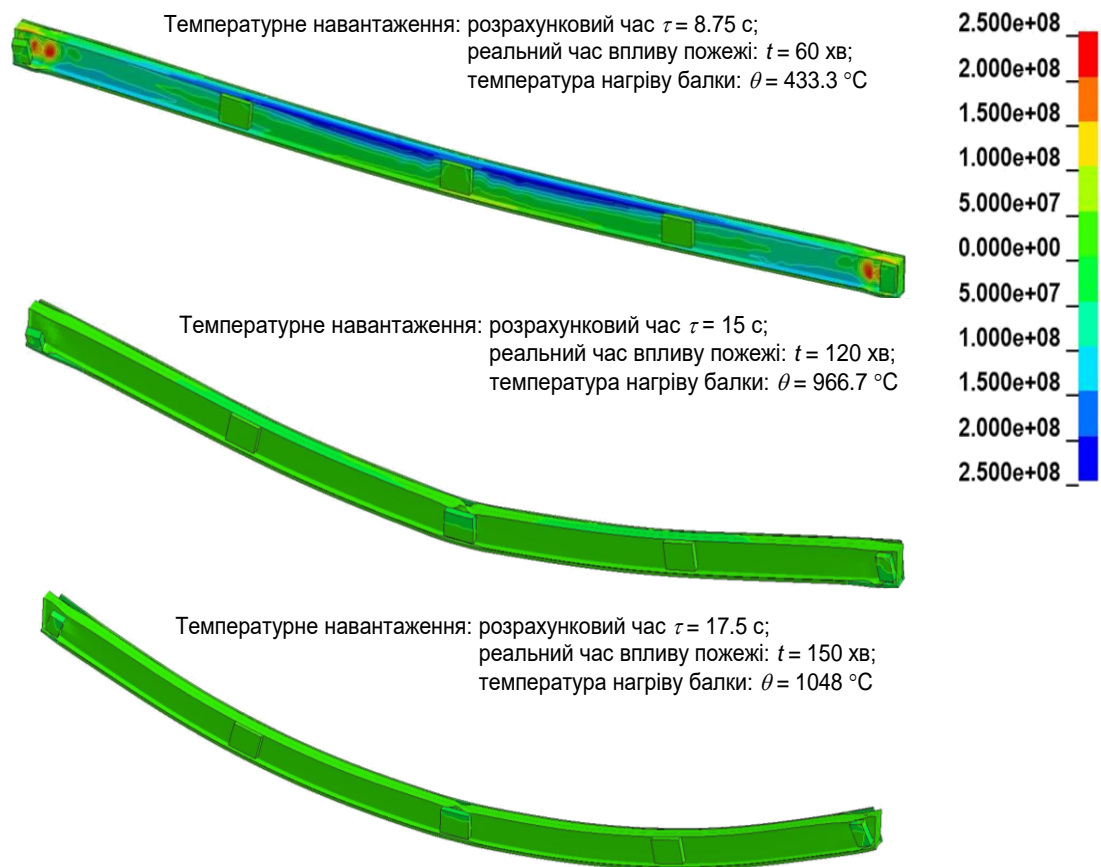 Температурне навантаження: розрахунковий час τ = 8.75 с;
реальний час впливу пожежі: t = 60 хв;
температура нагріву балки: θ = 433.3 °C
2.500e+08
2.000e+08
1.500e+08
1.000e+08
5.000e+07
0.000e+00
5.000e+07
1.000e+08
1.500e+08
2.000e+08
2.500e+08
Температурне навантаження: розрахунковий час τ = 15 с;
реальний час впливу пожежі: t = 120 хв;
температура нагріву балки: θ = 966.7 °C
Температурне навантаження: розрахунковий час τ = 17.5 с;
реальний час впливу пожежі: t = 150 хв;
температура нагріву балки: θ = 1048 °C